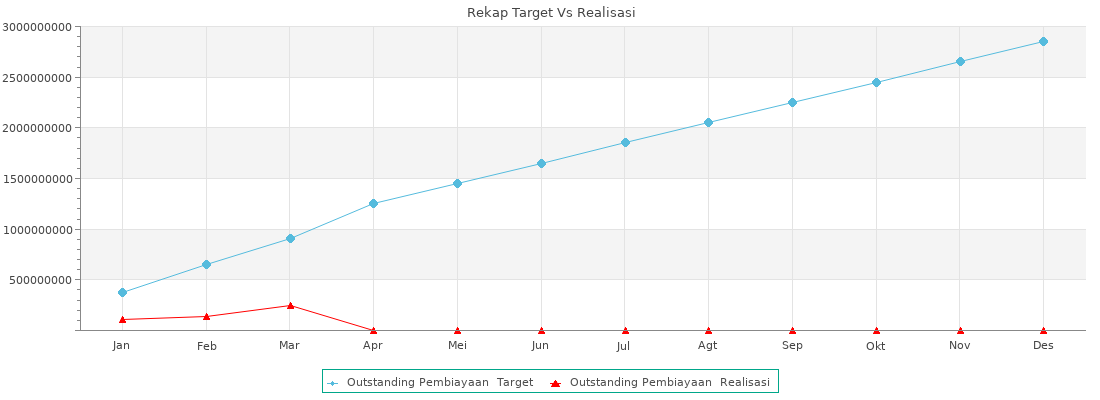 Rekap Target Vs Realisasi
3000000000
2500000000
2000000000
1500000000
1000000000
500000000
Jan Feb Mar Apr Mei Jun Jul Agt Sep Okt Nov Des
Outstanding Pembiayaan Target Outstanding Pembiayaan Realisasi